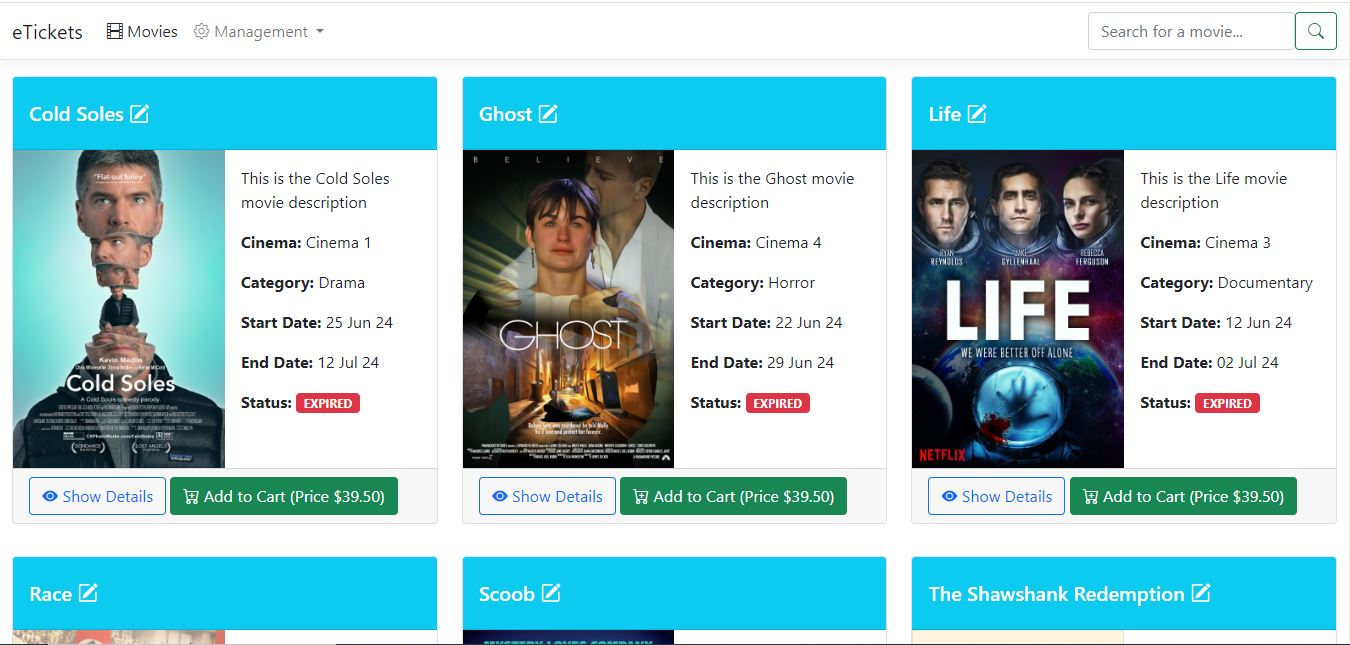 eTickets Movies Management Search for a movie...
Cold Soles
"Flat-out funny"
Kevin Medlin
Cold Soles
A Cold Souls comedy parody.
SUNDANCE
LOST ANGELS
This is the Cold Soles
movie description
Cinema: Cinema 1
Category: Drama
Start Date: 25 Jun 24
End Date: 12 Jul 24
Status: EXPIRED
Show Details Add to Cart (Price $39.50)
Ghost
BELIEVE
GHOST
This is the Ghost movie
description
Cinema: Cinema 4
Category: Horror
Start Date: 22 Jun 24
End Date: 29 Jun 24
Status: EXPIRED
Show Details Add to Cart (Price $39.50)
Life
RYAN
REYNOLDS
JAKE
GYLLENHAAL
REBECCA
FERGUSON
LIFE
WE WERE BETTER OFF ALONE
NETFLIX
This is the Life movie
description
Cinema: Cinema 3
Category: Documentary
Start Date: 12 Jun 24
End Date: 02 Jul 24
Status: EXPIRED
Show Details Add to Cart (Price $39.50)
Race
Scoob
MYSTERY LOVES COMPANY
The Shawshank Redemption